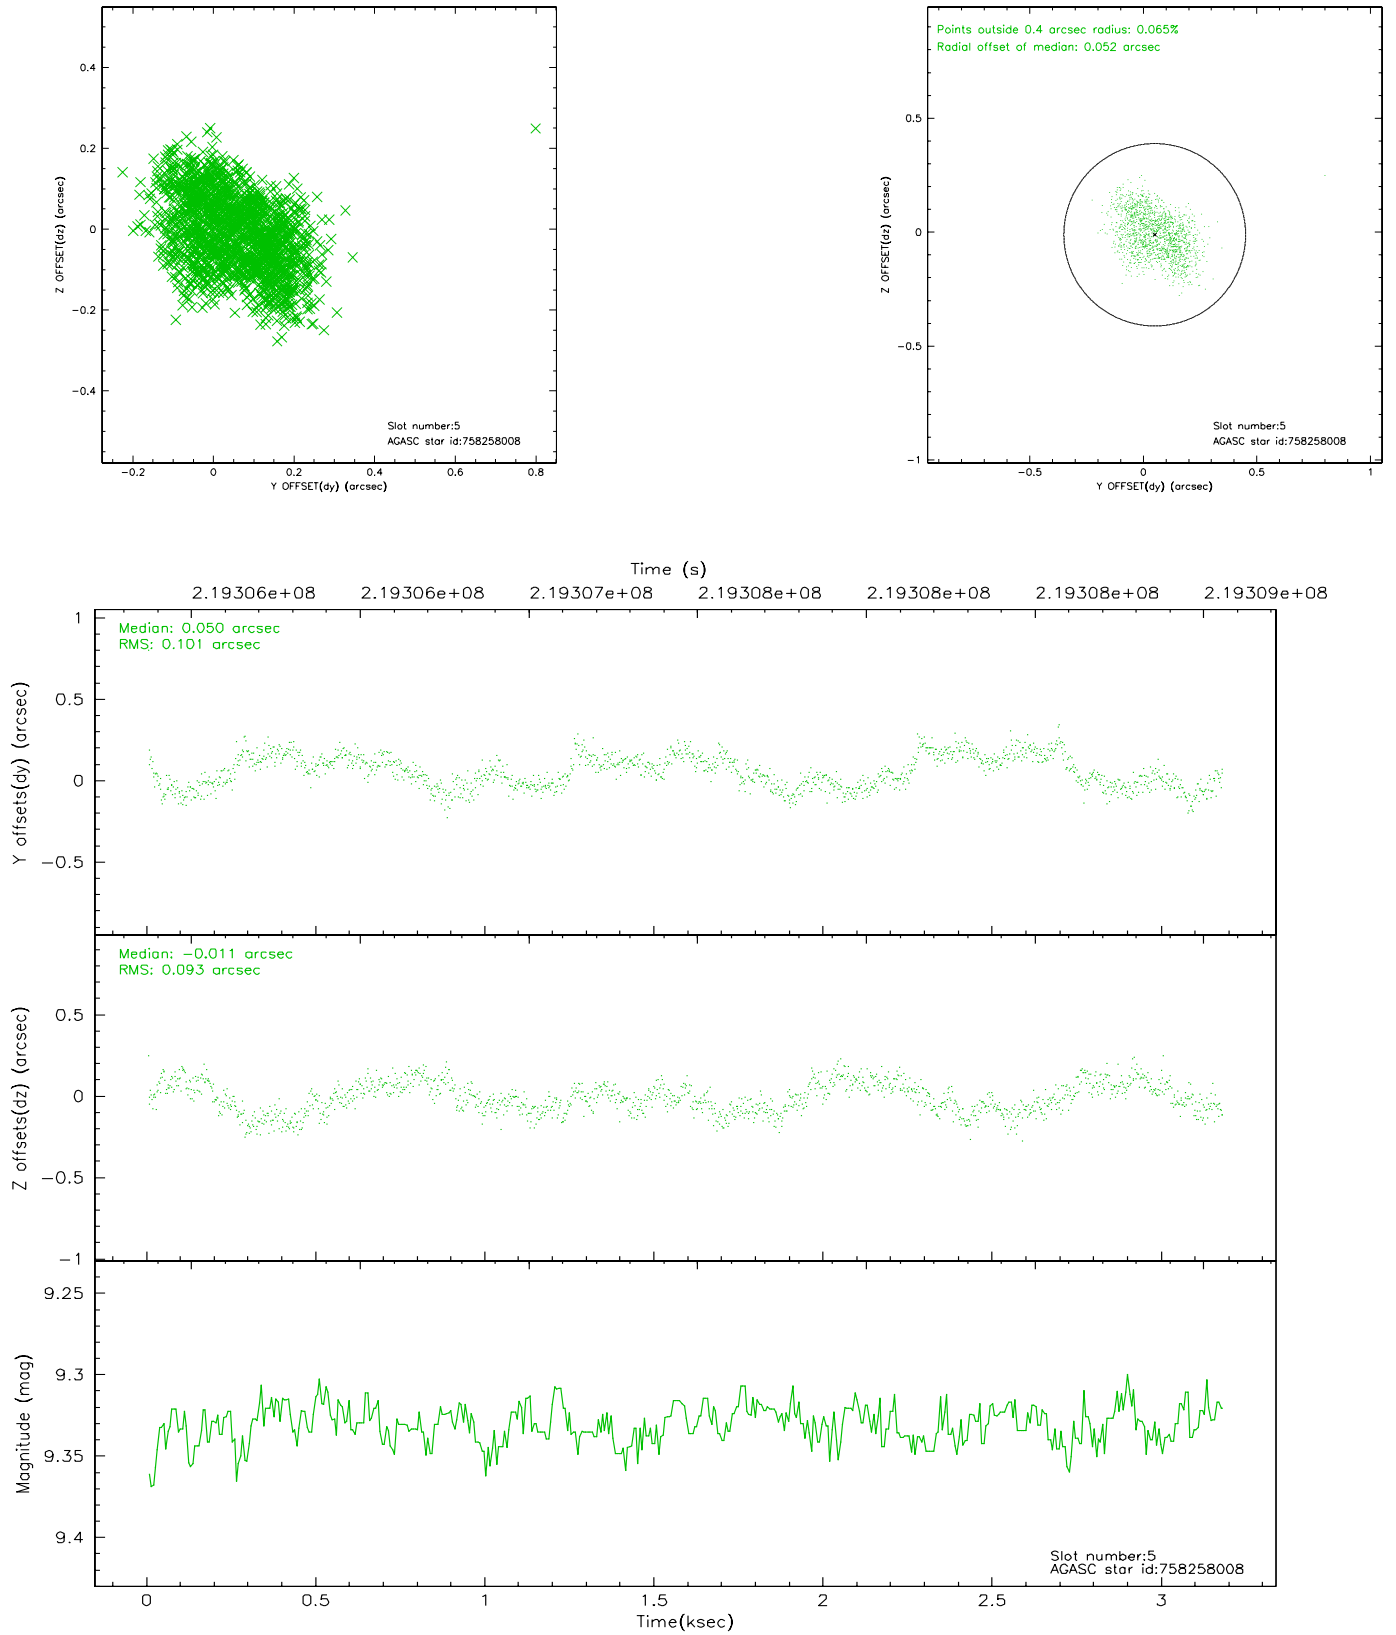 0.4
0.2
0
−0.2
−0.4
Z OFFSET(dz) (arcsec)
Slot number:5
AGASC star id:758258008
−0.2 0 0.2 0.4 0.6 0.8
Y OFFSET(dy) (arcsec)
Points outside 0.4 arcsec radius: 0.065%
Radial offset of median: 0.052 arcsec
0.5
0
−0.5
−1
Z OFFSET(dz) (arcsec)
Slot number:5
AGASC star id:758258008
−0.5 0 0.5 1
Y OFFSET(dy) (arcsec)
Time (s)
2.19306e+08 2.19306e+08 2.19307e+08 2.19308e+08 2.19308e+08 2.19308e+08 2.19309e+08
Median: 0.050 arcsec
RMS: 0.101 arcsec
1
0.5
0
−0.5
Y offsets(dy) (arcsec)
Median: −0.011 arcsec
RMS: 0.093 arcsec
0.5
0
−0.5
−1
Z offsets(dz) (arcsec)
9.25
9.3
9.35
9.4
Magnitude (mag)
Slot number:5
AGASC star id:758258008
0 0.5 1 1.5 2 2.5 3
Time(ksec)